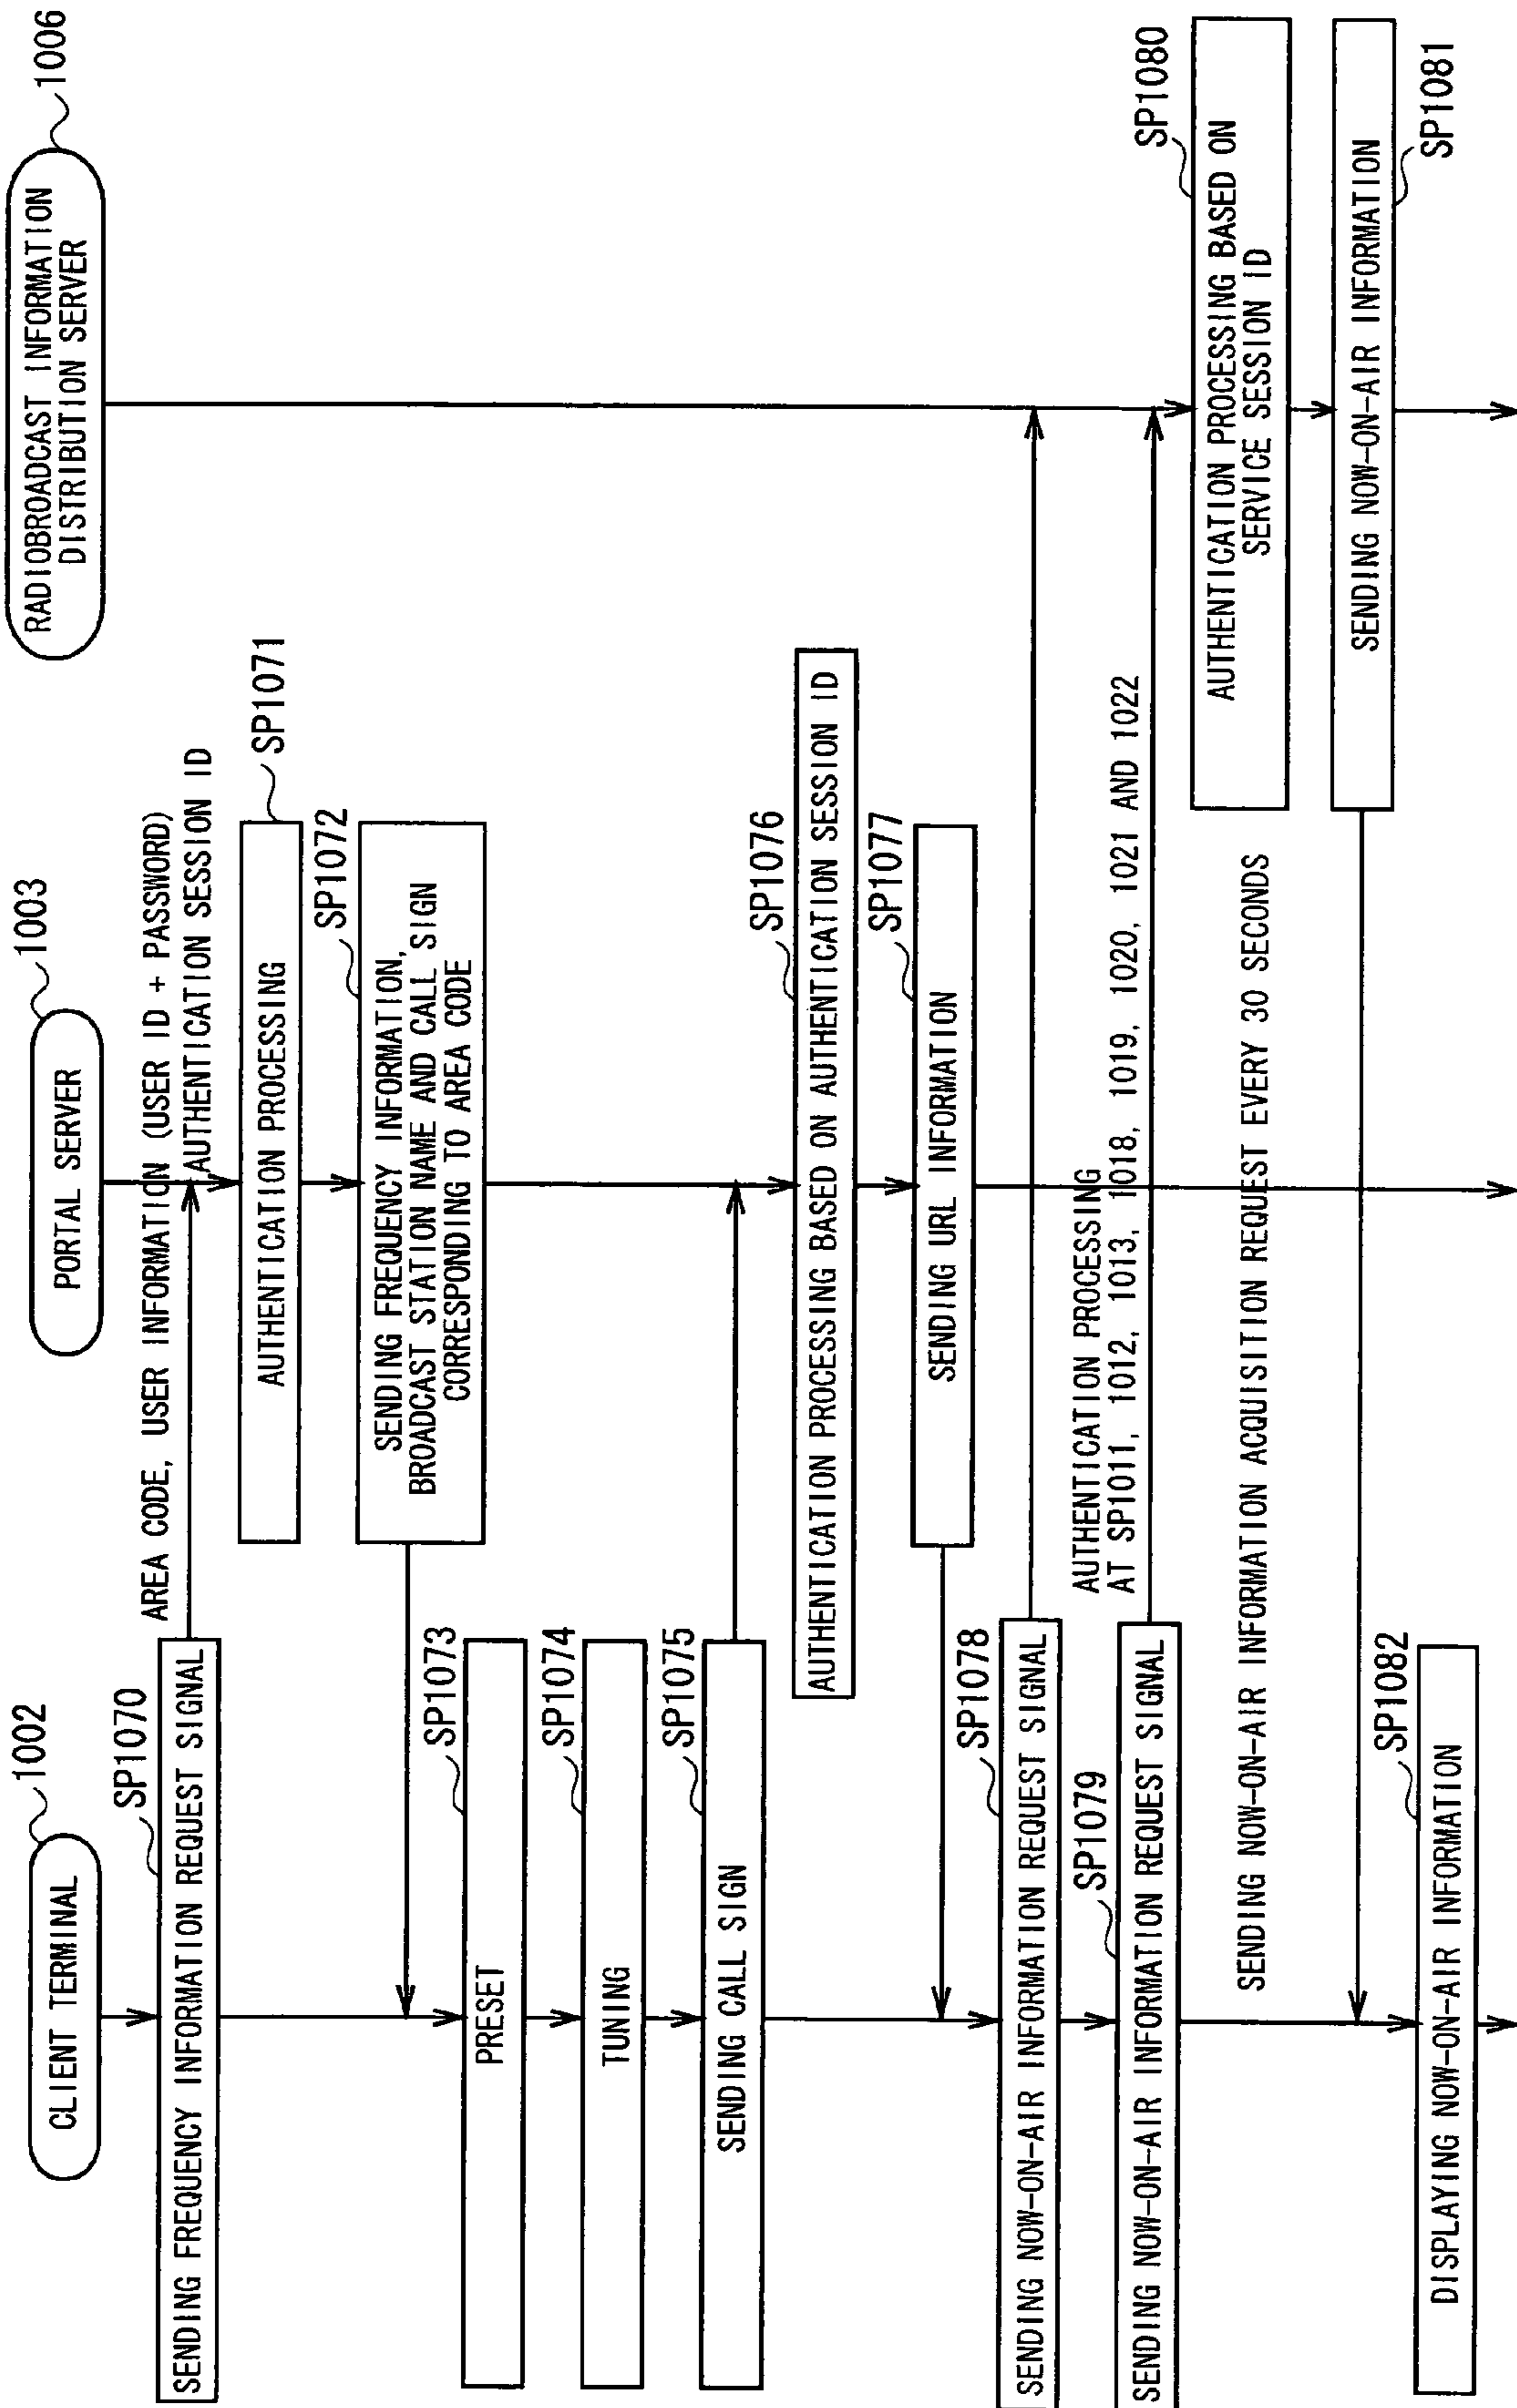 CLIENT TERMINAL
1002
PORTAL SERVER
1003
RADIOBROADCAST INFORMATION
DISTRIBUTION SERVER
1006
SP1070
SENDING FREQUENCY INFORMATION REQUEST SIGNAL
AREA CODE, USER INFORMATION (USER ID + PASSWORD)
AUTHENTICATION SESSION ID
SP1071
AUTHENTICATION PROCESSING
SP1072
SENDING FREQUENCY INFORMATION,
BROADCAST STATION NAME AND CALL SIGN
CORRESPONDING TO AREA CODE
SP1073
PRESET
SP1074
TUNING
SP1075
SENDING CALL SIGN
SP1076
AUTHENTICATION PROCESSING BASED ON AUTHENTICATION SESSION ID
SP1077
SENDING URL INFORMATION
SP1078
SENDING NOW-ON-AIR INFORMATION REQUEST SIGNAL
AUTHENTICATION PROCESSING
AT SP1011, 1012, 1013, 1018, 1019, 1020, 1021 AND 1022
SP1079
SENDING NOW-ON-AIR INFORMATION REQUEST SIGNAL
SP1080
AUTHENTICATION PROCESSING BASED ON
SERVICE SESSION ID
SENDING NOW-ON-AIR INFORMATION ACQUISITION REQUEST EVERY 30 SECONDS
SENDING NOW-ON-AIR INFORMATION
SP1081
SP1082
DISPLAYING NOW-ON-AIR INFORMATION